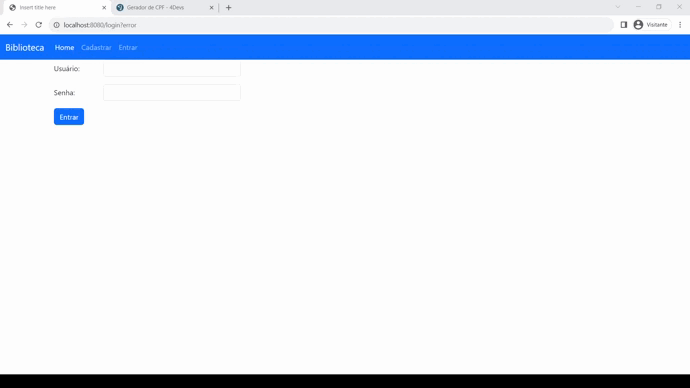 Insert title here
Gerador de CPF - 4Devs
localhost:8080/login?error
Visitante
Biblioteca Home Cadastrar Entrar
Usuário:
Senha:
Entrar